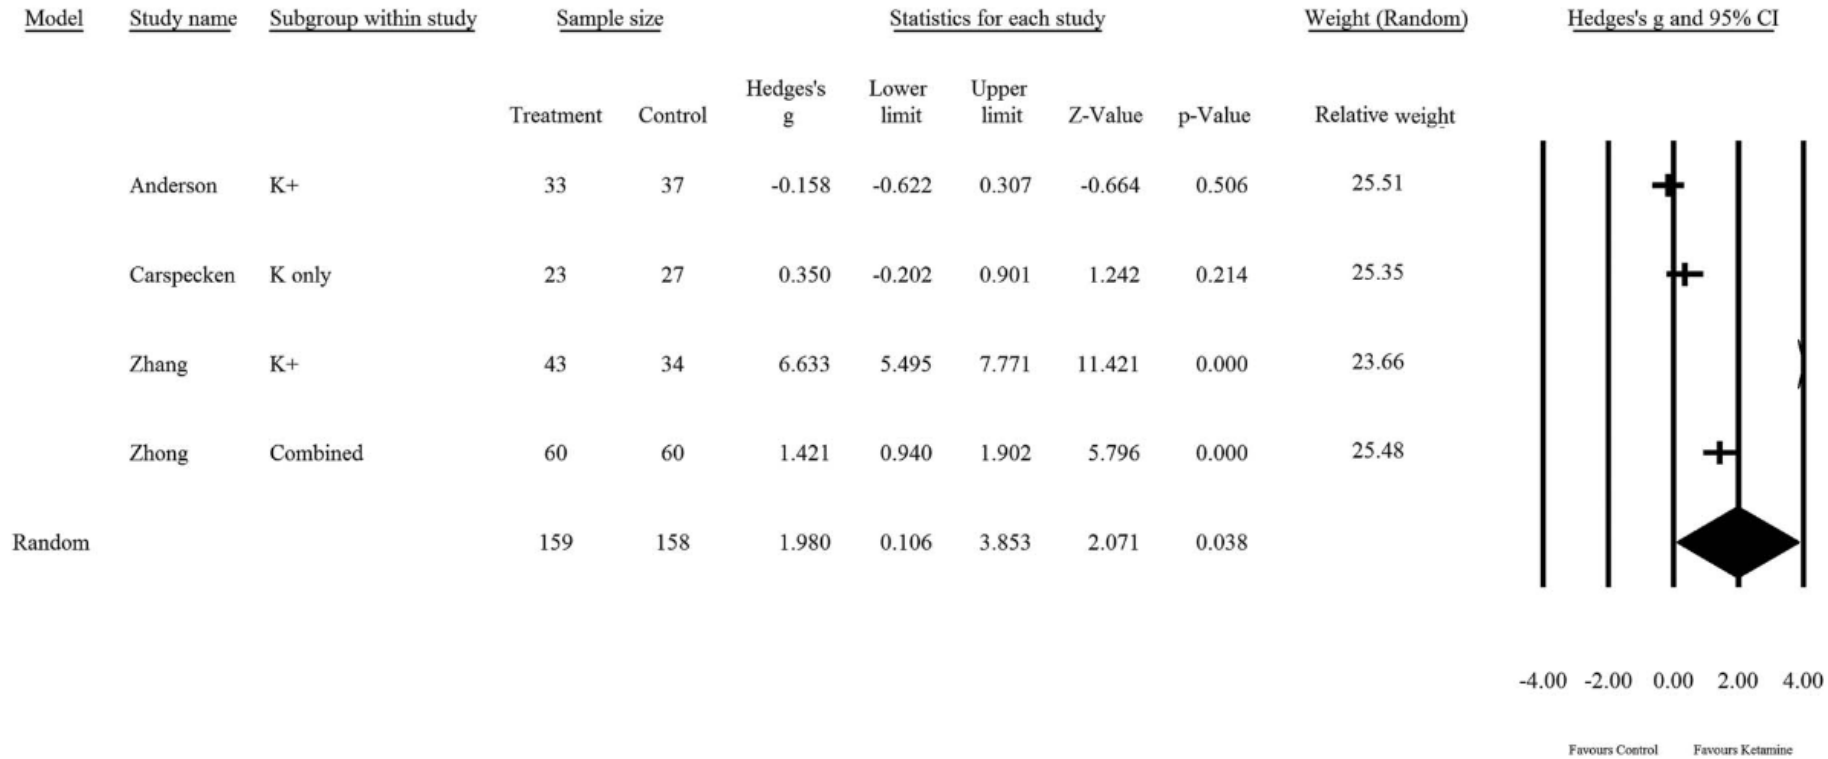 Model Study name Subgroup within study Sample size Statistics for each study Weight (Random) Hedges's g and 95% CI
Hedges's Lower Upper
Treatment Control g limit limit Z-Value p-Value Relative weight
Anderson K+ 33 37 -0.158 -0.622 0.307 -0.664 0.506 25.51
Carspecken K only 23 27 0.350 -0.202 0.901 1.242 0.214 25.35
Zhang K+ 43 34 6.633 5.495 7.771 11.421 0.000 23.66
Zhong Combined 60 60 1.421 0.940 1.902 5.796 0.000 25.48
Random 159 158 1.980 0.106 3.853 2.071 0.038
-4.00 -2.00 0.00 2.00 4.00
Favours Control Favours Ketamine